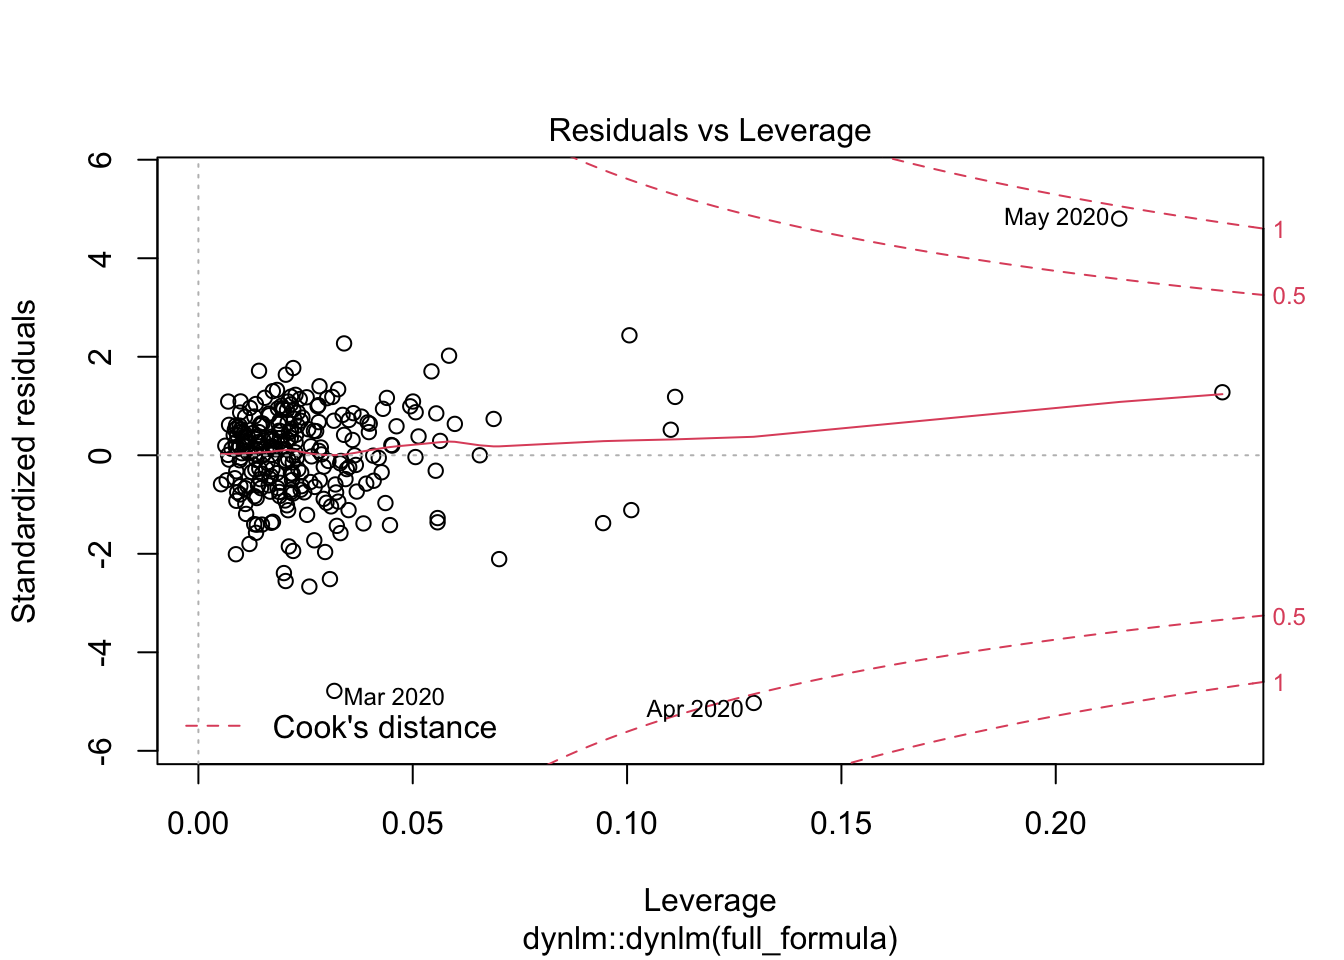 Residuals vs Leverage
Standardized residuals
6
4
2
0
-2
-4
-6
May 2020
1
0.5
0.5
1
Mar 2020
Apr 2020
Cook's distance
0.00
0.05
0.10
0.15
0.20
Leverage
dynlm::dynlm(full_formula)